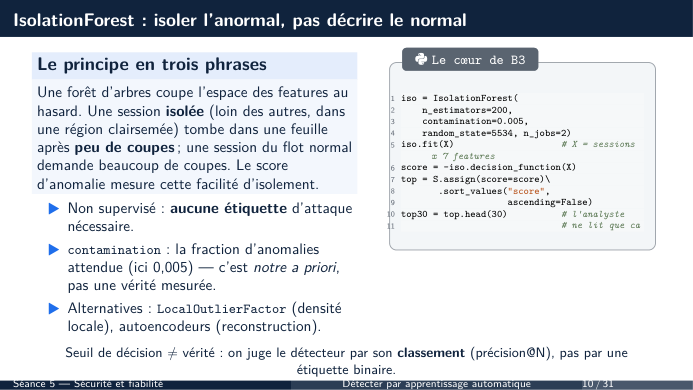 IsolationForest : isoler l'anormal, pas décrire le normal
Le principe en trois phrases
Une forêt d'arbres coupe l'espace des features au
hasard. Une session isolée (loin des autres, dans
une région clairsemée) tombe dans une feuille
après peu de coupes ; une session du flot normal
demande beaucoup de coupes. Le score
d'anomalie mesure cette facilité d'isolement.
▶ Non supervisé : aucune étiquette d'attaque
nécessaire.
▶ contamination : la fraction d'anomalies
attendue (ici 0,005) — c'est notre a priori,
pas une vérité mesurée.
▶ Alternatives : LocalOutlierFactor (densité
locale), autoencodeurs (reconstruction).
Le cœur de B3
1 iso = IsolationForest(
2 n_estimators=200,
3 contamination=0.005,
4 random_state=5534, n_jobs=2)
5 iso.fit(X) # X = sessions
x 7 features
6 score = -iso.decision_function(X)
7 top = S.assign(score=score)\
8 .sort_values("score",
9 ascending=False)
10 top30 = top.head(30) # l'analyste
11 # ne lit que ca
Seuil de décision ≠ vérité : on juge le détecteur par son classement (précision@N), pas par une
étiquette binaire.
Séance 5 — Sécurité et fiabilité Détecter par apprentissage automatique 10 / 31